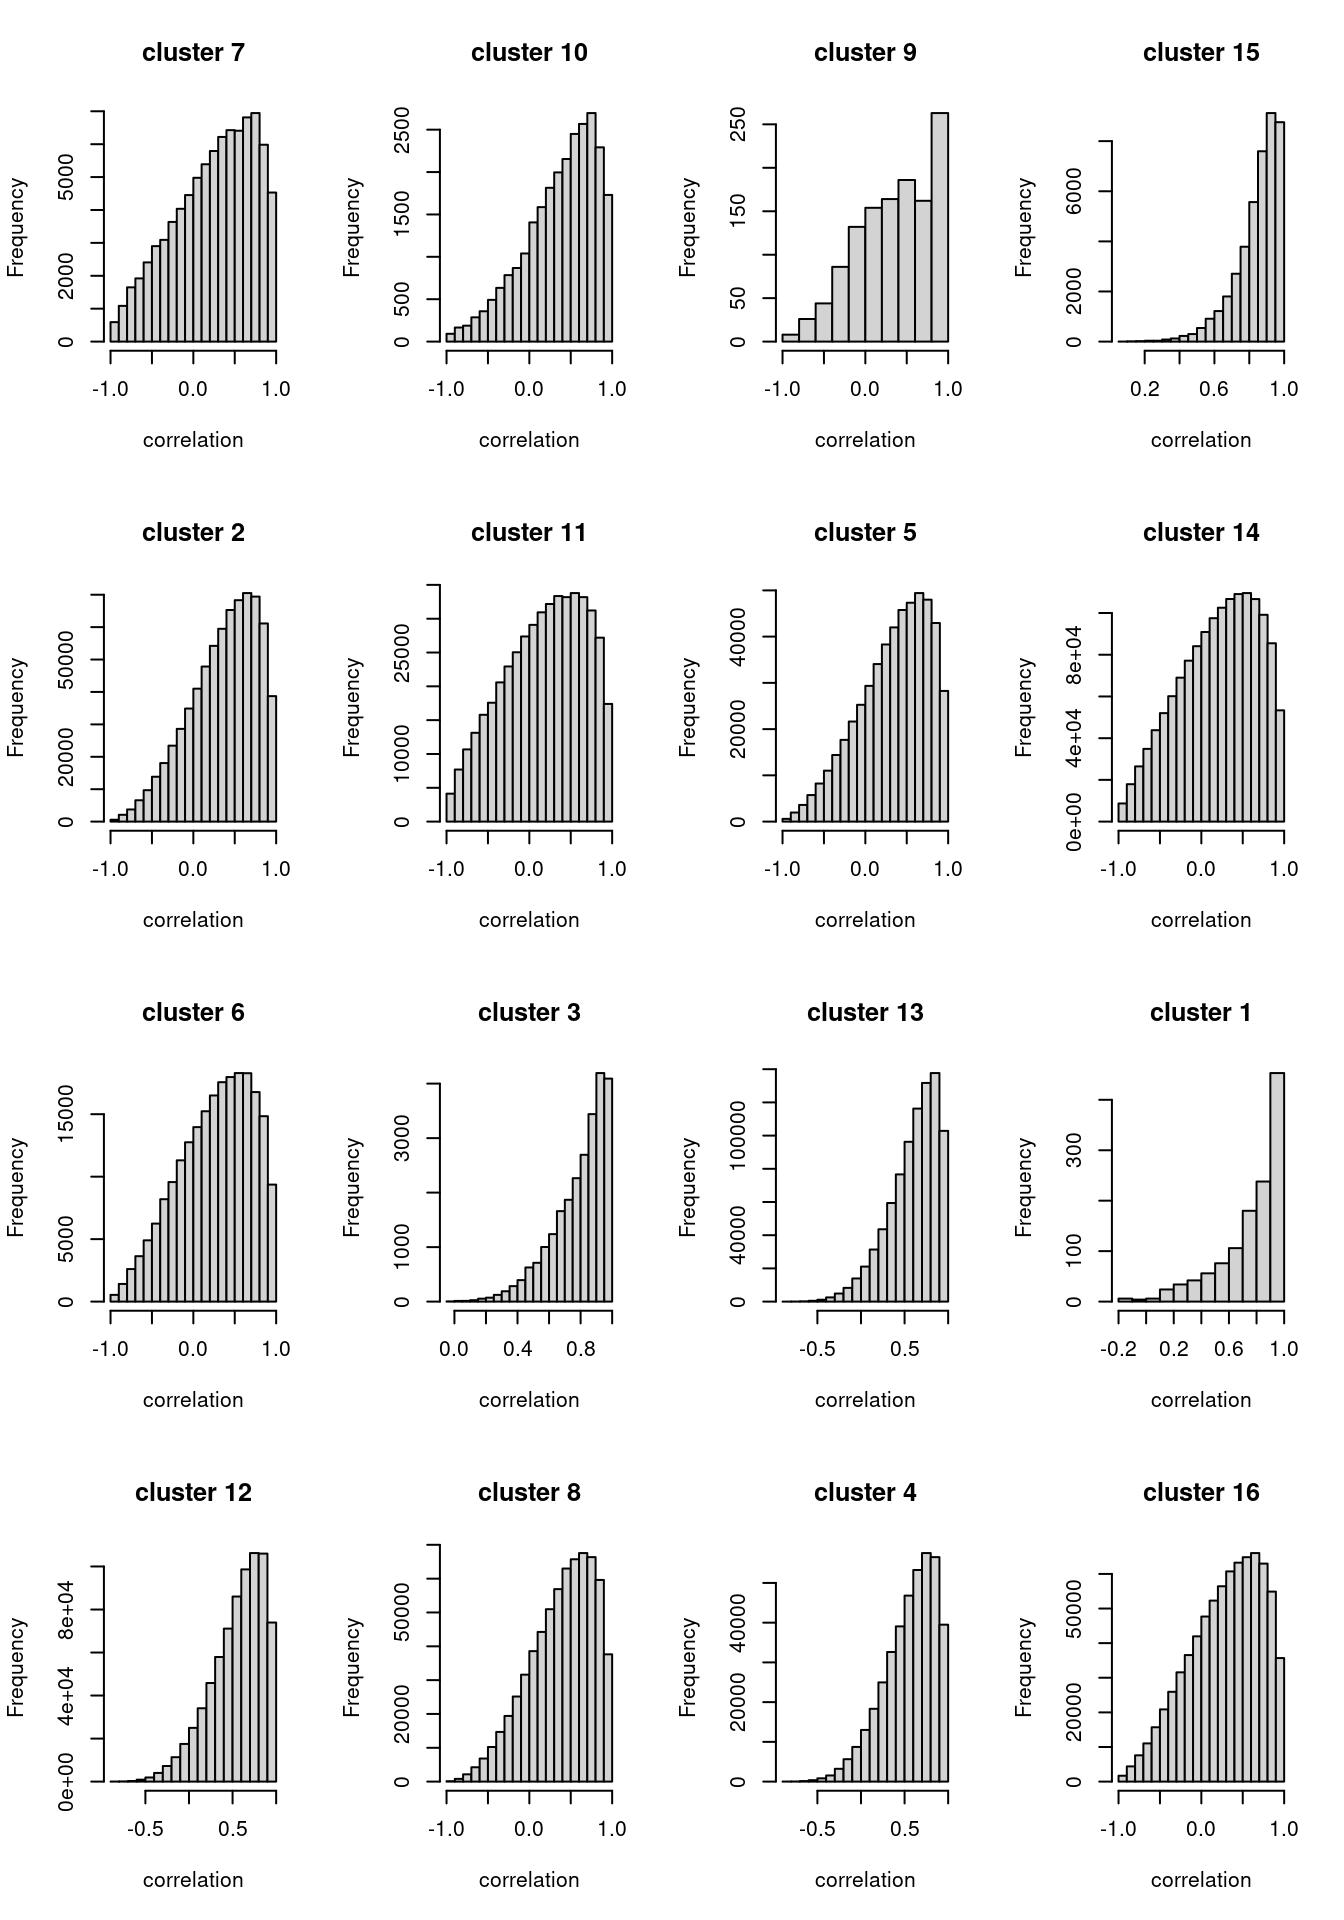 cluster 7
Frequency
0 2000 5000
-1.0 0.0 1.0
correlation
cluster 10
Frequency
0 500 1500 2500
-1.0 0.0 1.0
correlation
cluster 9
Frequency
0 50 150 250
-1.0 0.0 1.0
correlation
cluster 15
Frequency
0 2000 6000
0.2 0.6 1.0
correlation
cluster 2
Frequency
0 20000 50000
-1.0 0.0 1.0
correlation
cluster 11
Frequency
0 10000 25000
-1.0 0.0 1.0
correlation
cluster 5
Frequency
0 20000 40000
-1.0 0.0 1.0
correlation
cluster 14
Frequency
0e+00 4e+04 8e+04
-1.0 0.0 1.0
correlation
cluster 6
Frequency
0 5000 15000
-1.0 0.0 1.0
correlation
cluster 3
Frequency
0 1000 3000
0.0 0.4 0.8
correlation
cluster 13
Frequency
0 40000 100000
-0.5 0.5
correlation
cluster 1
Frequency
0 100 300
-0.2 0.2 0.6 1.0
correlation
cluster 12
Frequency
0e+00 4e+04 8e+04
-0.5 0.5
correlation
cluster 8
Frequency
0 20000 50000
-1.0 0.0 1.0
correlation
cluster 4
Frequency
0 20000 40000
-0.5 0.5
correlation
cluster 16
Frequency
0 20000 50000
-1.0 0.0 1.0
correlation